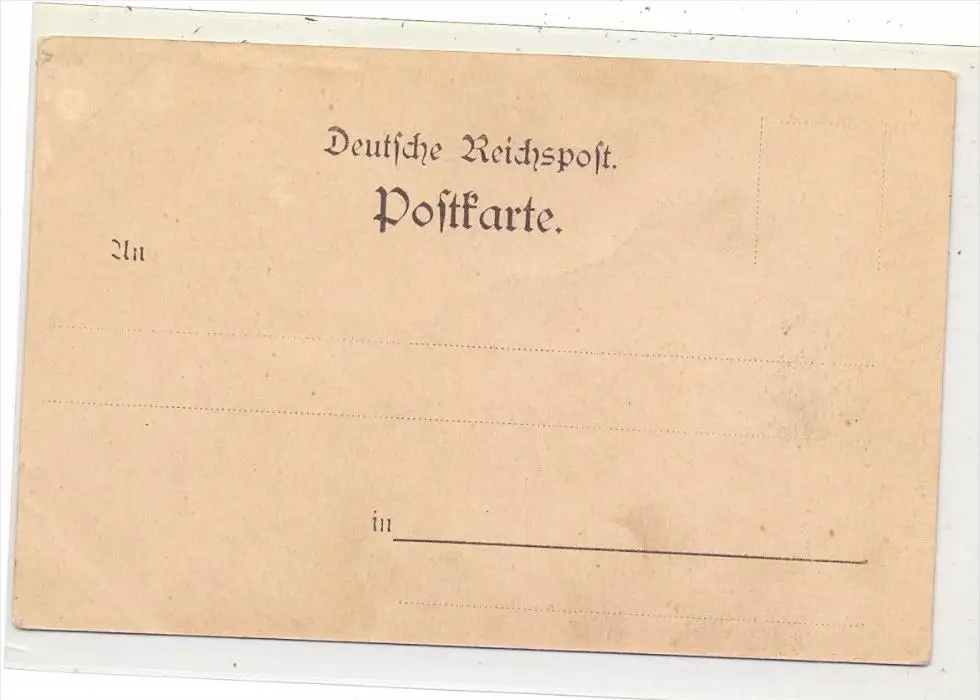 Deutſche Reichspoſt.
Poſtkarte.
An
in